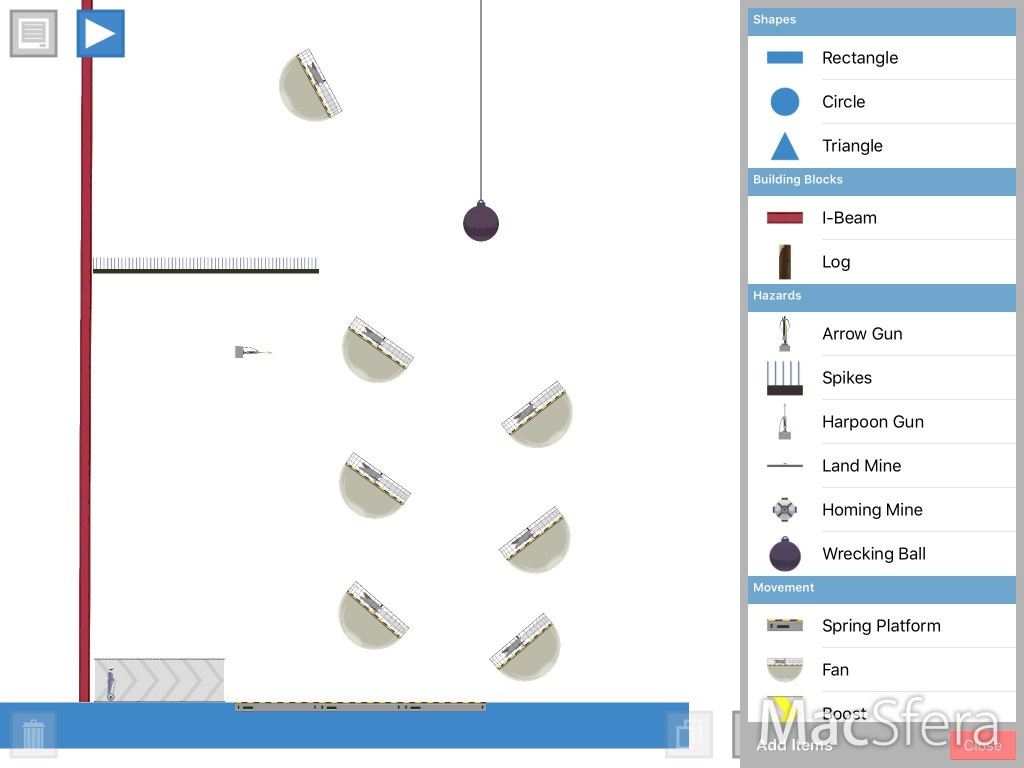 Shapes
Rectangle
Circle
Triangle
Building Blocks
I-Beam
Log
Hazards
Arrow Gun
Spikes
Harpoon Gun
Land Mine
Homing Mine
Wrecking Ball
Movement
Spring Platform
Fan
Boost
MacSfera
Add Items
Close